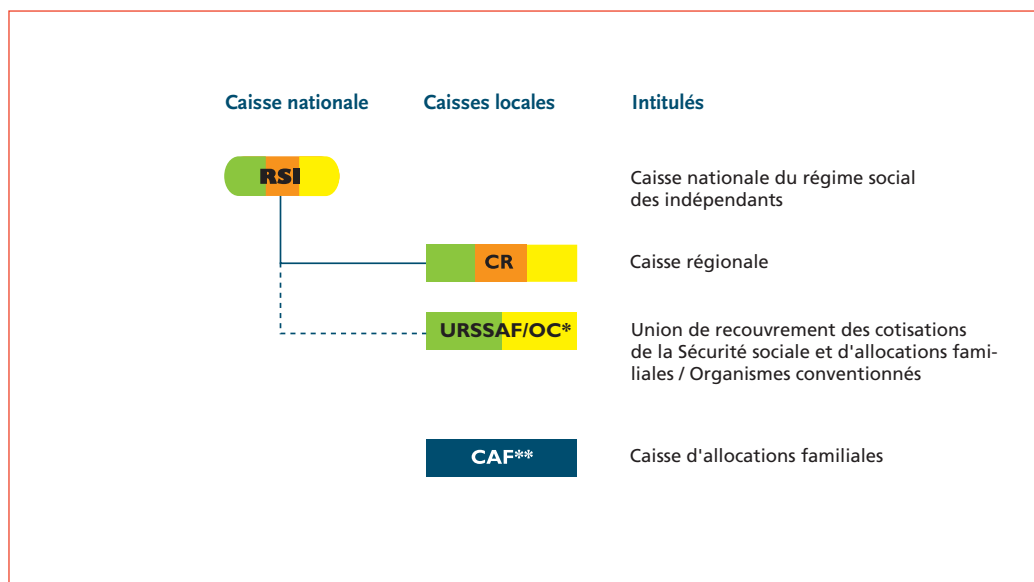 Caisse nationale Caisses locales Intitulés
RSI
Caisse nationale du régime social
des indépendants
CR
Caisse régionale
URSSAF/OC*
Union de recouvrement des cotisations
de la Sécurité sociale et d'allocations fami-
liales / Organismes conventionnés
CAF**
Caisse d'allocations familiales